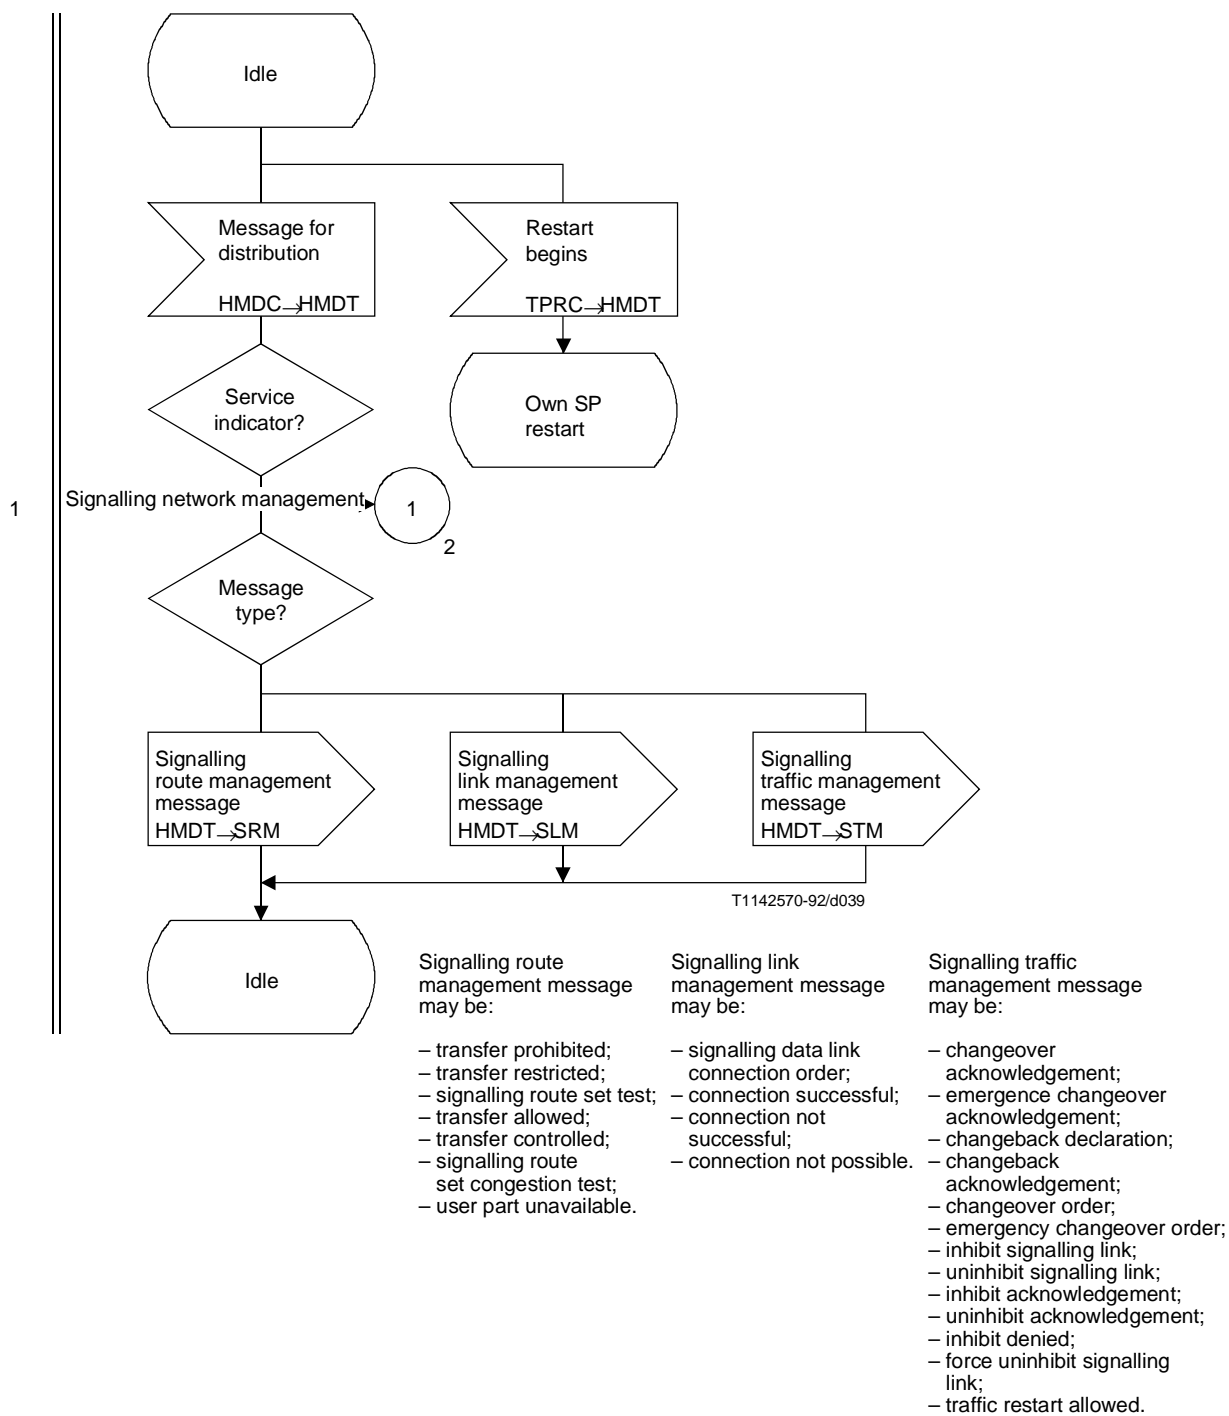 Idle
Message for
distribution
HMDC→HMDT
Restart
begins
TPRC→HMDT
Service
indicator?
Own SP
restart
1
Signalling network management
1
2
Message
type?
Signalling
route management
message
HMDT→SRM
Signalling
link management
message
HMDT→SLM
Signalling
traffic management
message
HMDT→STM
T1142570-92/d039
Idle
Signalling route
management message
may be:
– transfer prohibited;
– transfer restricted;
– signalling route set test;
– transfer allowed;
– transfer controlled;
– signalling route
set congestion test;
– user part unavailable.
Signalling link
management message
may be:
– signalling data link
connection order;
– connection successful;
– connection not
successful;
– connection not possible.
Signalling traffic
management message
may be:
– changeover
acknowledgement;
– emergence changeover
acknowledgement;
– changeback declaration;
– changeback
acknowledgement;
– changeover order;
– emergency changeover order;
– inhibit signalling link;
– uninhibit signalling link;
– inhibit acknowledgement;
– uninhibit acknowledgement;
– inhibit denied;
– force uninhibit signalling
link;
– traffic restart allowed.